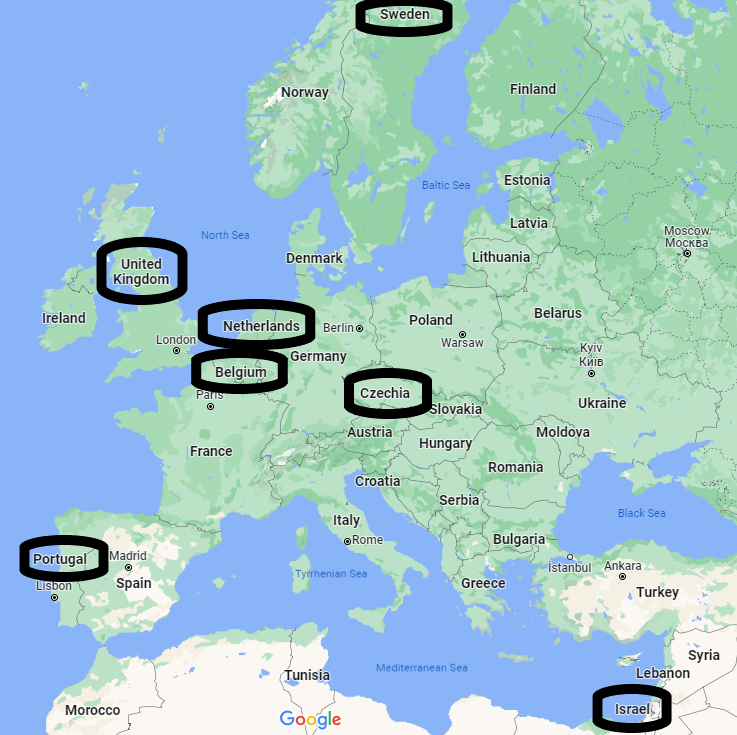 Sweden
Norway
Finland
Baltic Sea
Estonia
Latvia
North Sea
Moscow
Москва
Denmark
Lithuania
United
Kingdom
Ireland
Netherlands
Berlin
Poland
Belarus
London
Warsaw
Germany
Kyiv
Київ
Belgium
Paris
Czechia
Slovakia
Ukraine
Austria
Hungary
Moldova
France
Romania
Croatia
Serbia
Italy
Rome
Black Sea
Bulgaria
Portugal
Madrid
Lisbon
Spain
Tyrrhenian Sea
Greece
İstanbul
Ankara
Turkey
Mediterranean Sea
Syria
Lebanon
Tunisia
Morocco
Google
Israel